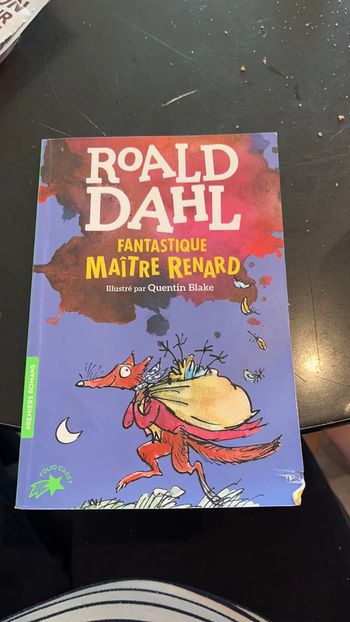 ROALD
DAHL
FANTASTIQUE
MAÎTRE RENARD
Illustré par Quentin Blake
PREMIERS ROMANS
FOLIO CADET